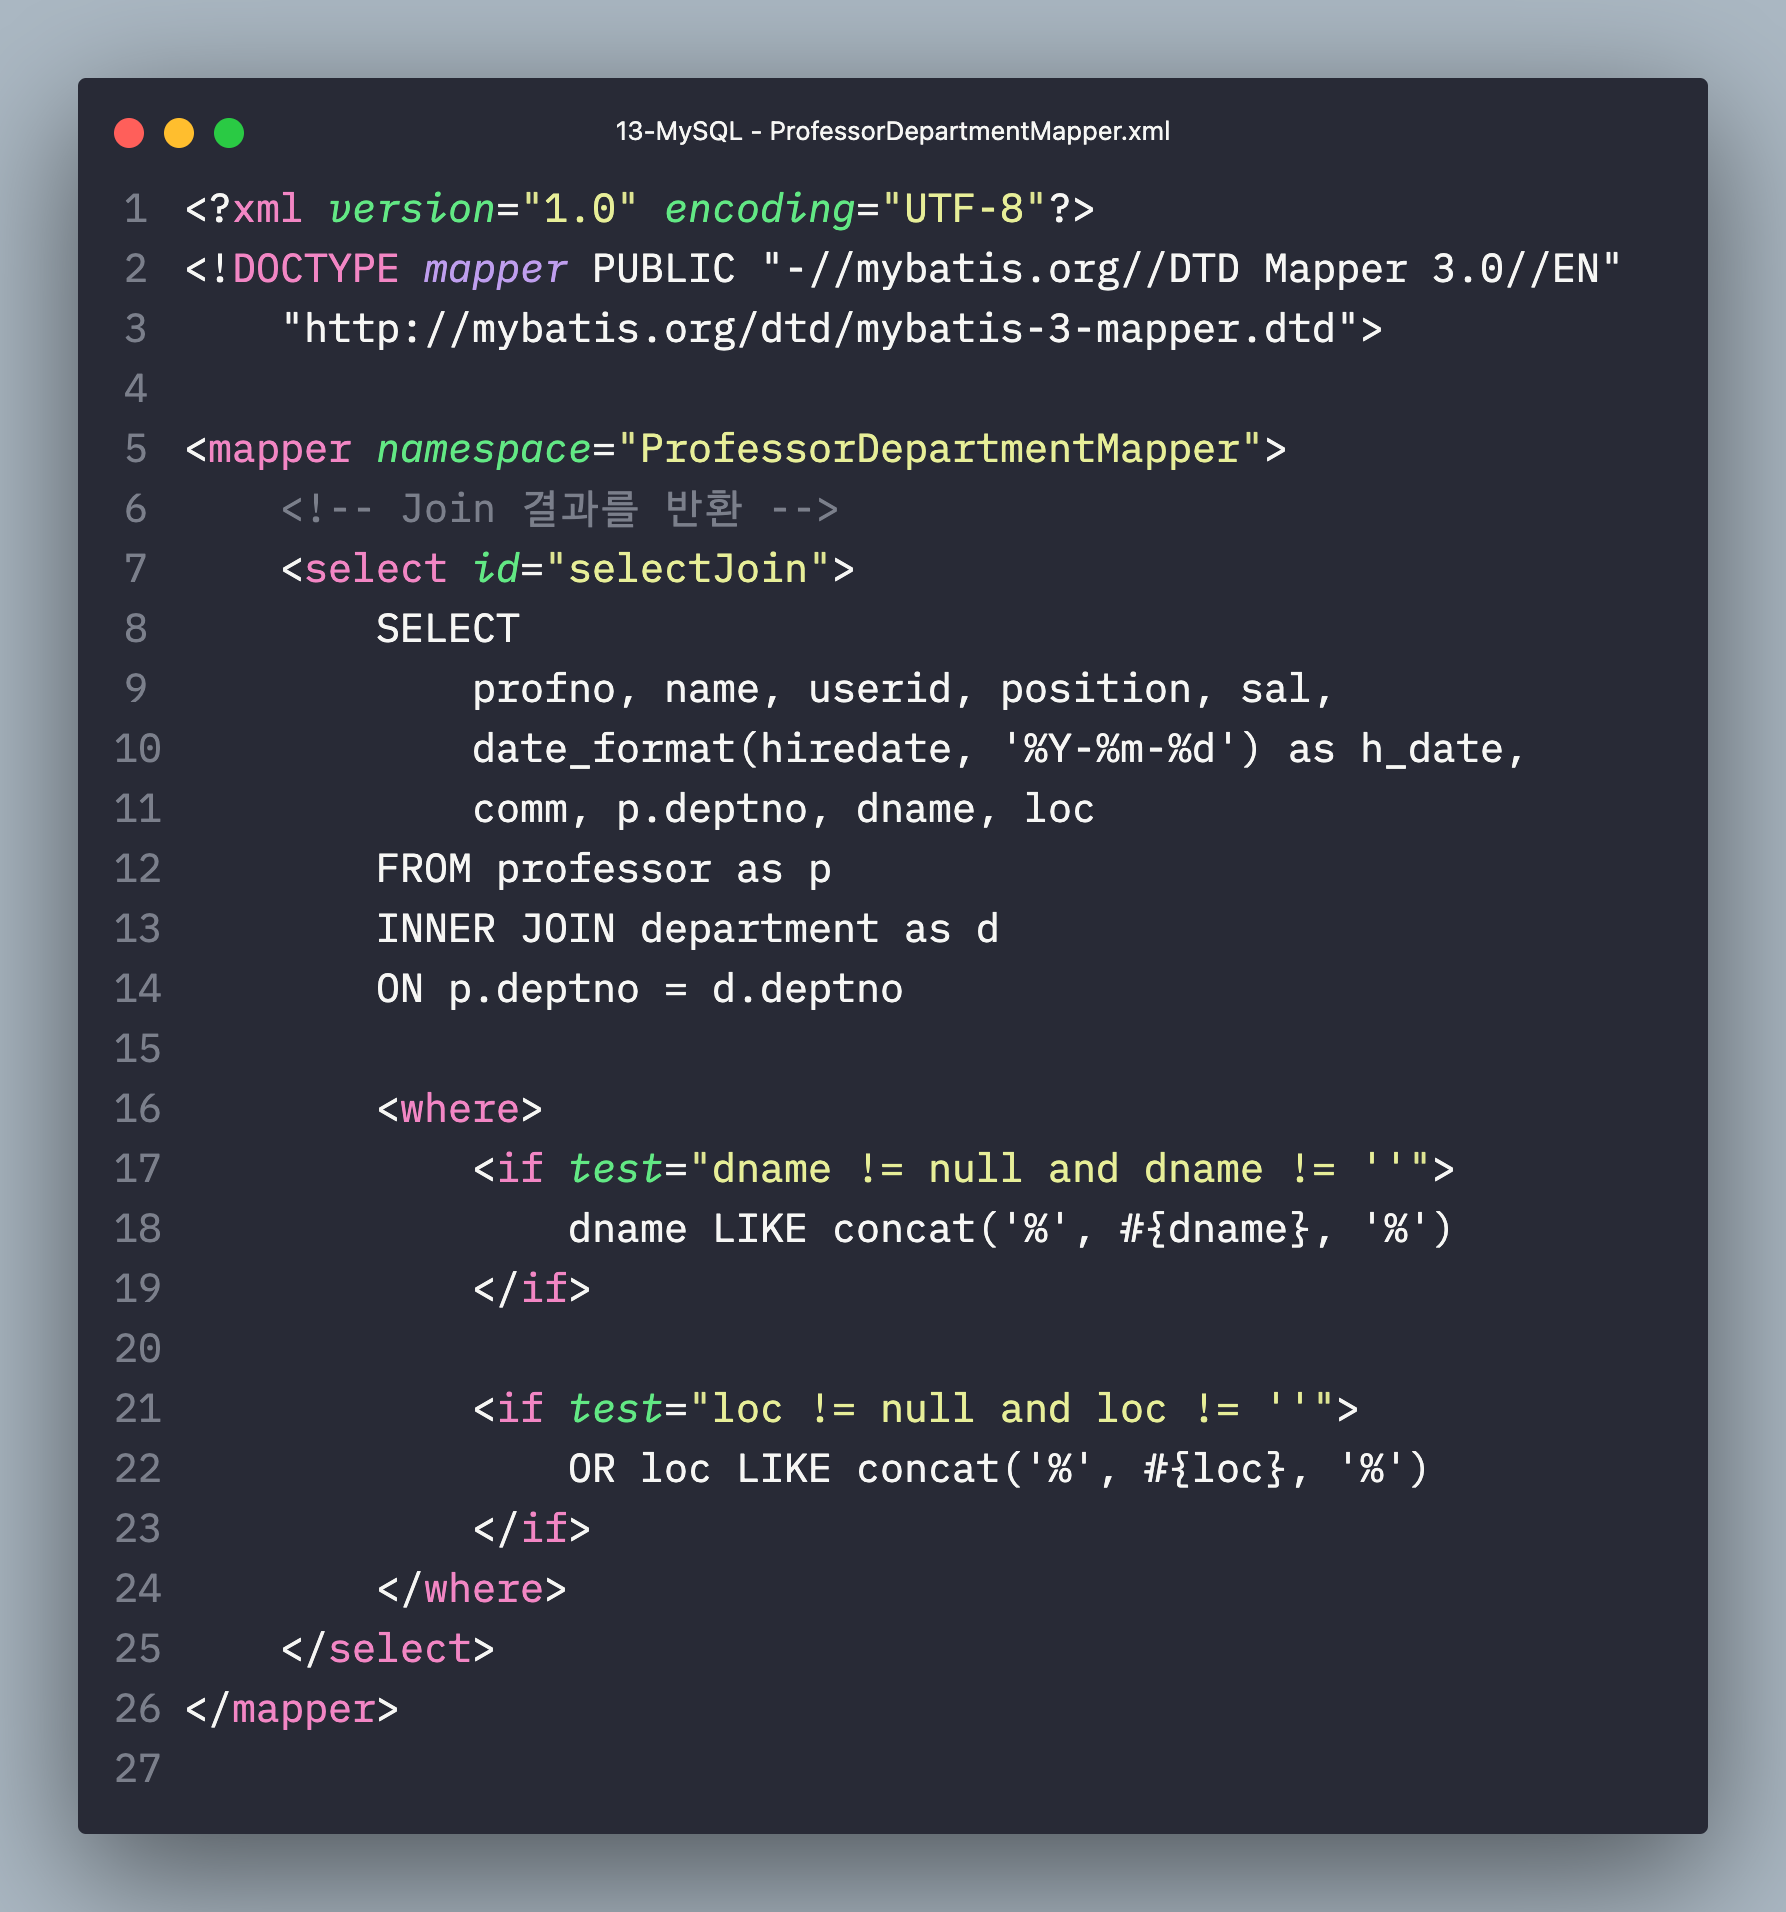 13-MySQL - ProfessorDepartmentMapper.xml
1 <?xml version="1.0" encoding="UTF-8"?>
2 <!DOCTYPE mapper PUBLIC "-//mybatis.org//DTD Mapper 3.0//EN"
3     "http://mybatis.org/dtd/mybatis-3-mapper.dtd">
4
5 <mapper namespace="ProfessorDepartmentMapper">
6     <!-- Join 결과를 반환 -->
7     <select id="selectJoin">
8         SELECT
9             profno, name, userid, position, sal,
10             date_format(hiredate, '%Y-%m-%d') as h_date,
11             comm, p.deptno, dname, loc
12         FROM professor as p
13         INNER JOIN department as d
14         ON p.deptno = d.deptno
15
16         <where>
17             <if test="dname != null and dname != ''">
18                 dname LIKE concat('%', #{dname}, '%')
19             </if>
20
21             <if test="loc != null and loc != ''">
22                 OR loc LIKE concat('%', #{loc}, '%')
23             </if>
24         </where>
25     </select>
26 </mapper>
27